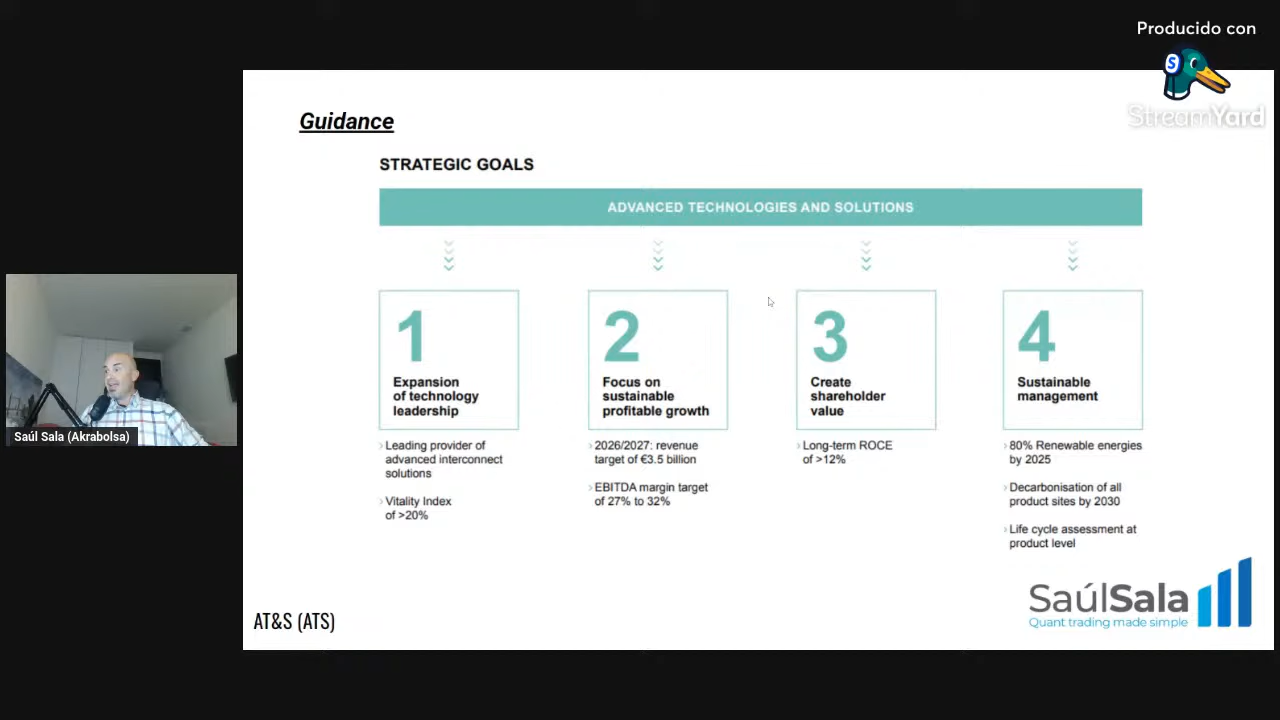 Producido con
StreamYard
Guidance
STRATEGIC GOALS
ADVANCED TECHNOLOGIES AND SOLUTIONS
1
Expansion
of technology
leadership
› Leading provider of
advanced interconnect
solutions
› Vitality Index
of >20%
2
Focus on
sustainable
profitable growth
› 2026/2027: revenue
target of €3.5 billion
› EBITDA margin target
of 27% to 32%
3
Create
shareholder
value
› Long-term ROCE
of >12%
4
Sustainable
management
› 80% Renewable energies
by 2025
› Decarbonisation of all
product sites by 2030
› Life cycle assessment at
product level
Saúl Sala (Akrabolsa)
AT&S (ATS)
SaúlSala
Quant trading made simple